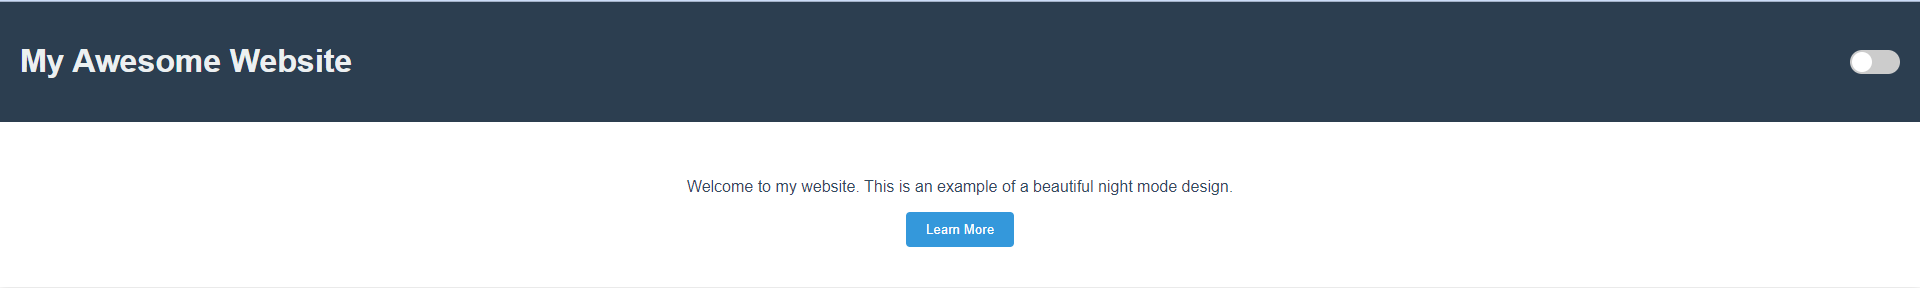 My Awesome Website
Welcome to my website. This is an example of a beautiful night mode design.
Learn More